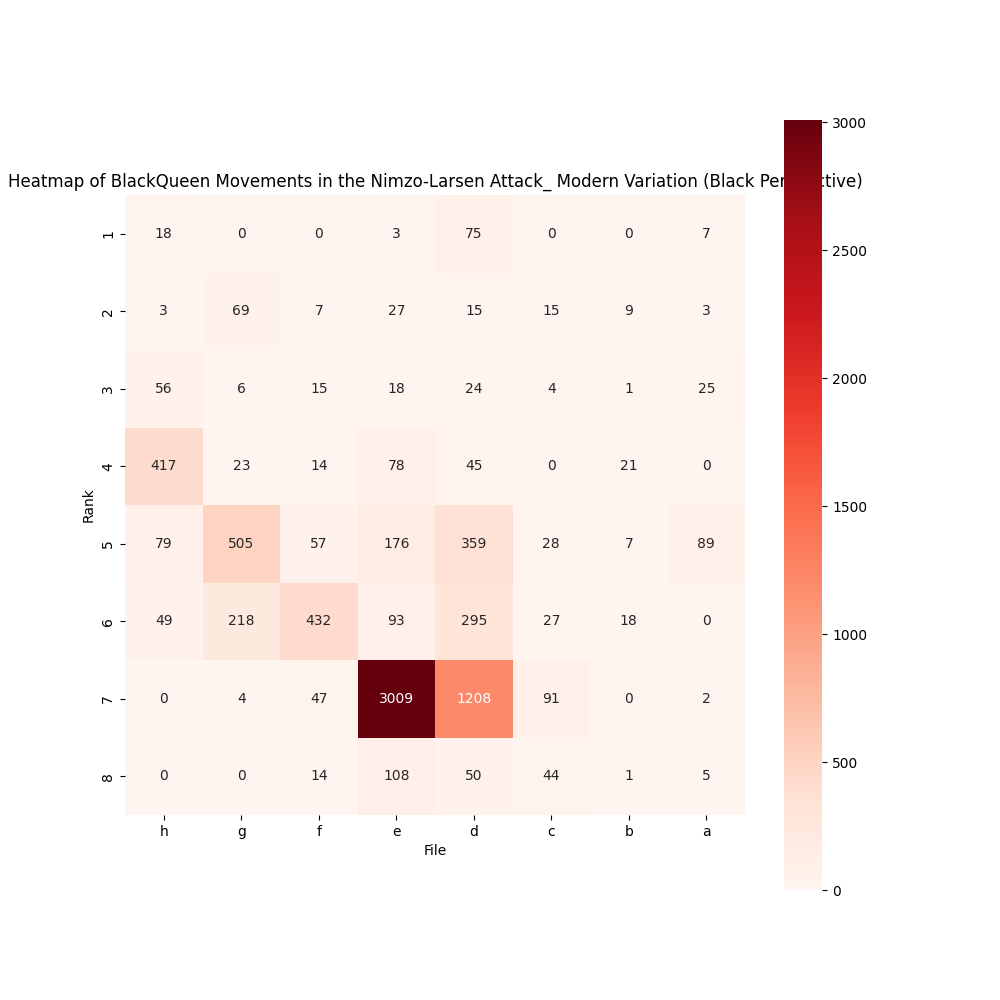 Heatmap of BlackQueen Movements in the Nimzo-Larsen Attack_ Modern Variation (Black Per ctive)
1 18 0 0 3 75 0 0 7
2 3 69 7 27 15 15 9 3
3 56 6 15 18 24 4 1 25
4 417 23 14 78 45 0 21 0
5 79 505 57 176 359 28 7 89
6 49 218 432 93 295 27 18 0
7 0 4 47 3009 1208 91 0 2
8 0 0 14 108 50 44 1 5
h g f e d c b a
Rank
File
3000
2500
2000
1500
1000
500
0